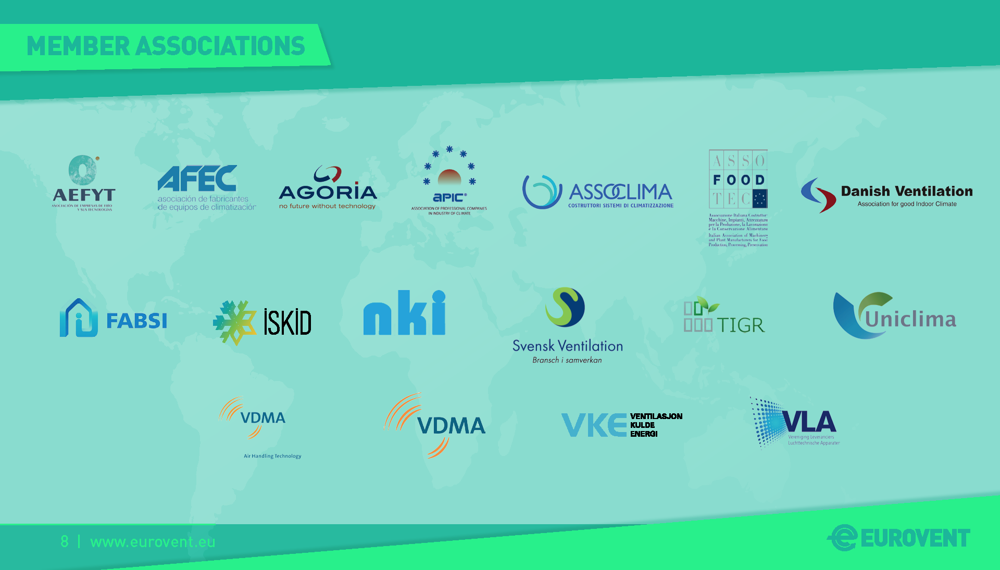 MEMBER ASSOCIATIONS
AEFYT
ASOCIACIÓN DE EMPRESAS DE FRÍO
Y SUS TECNOLOGÍAS
AFEC
asociación de fabricantes
de equipos de climatización
AGORIA
no future without technology
APIC®
ASSOCIATION OF PROFESSIONAL COMPANIES
IN INDUSTRY OF CLIMATE
ASSOCLIMA
COSTRUTTORI SISTEMI DI CLIMATIZZAZIONE
ASSO
FOOD
TEC
Associazione Italiana Costruttori
Macchine, Impianti, Attrezzature
per la Produzione, la Lavorazione
e la Conservazione Alimentare
Italian Association of Machinery
and Plant Manufacturers for Food
Production, Processing, Preservation
Danish Ventilation
Association for good Indoor Climate
FABSI
İSKİD
nki
Svensk Ventilation
Bransch i samverkan
TIGR
Uniclima
VDMA
Air Handling Technology
VDMA
VKE VENTILASJON
KULDE
ENERGI
VLA
Vereniging Leveranciers
Luchttechnische Apparaten
8 | www.eurovent.eu
EUROVENT